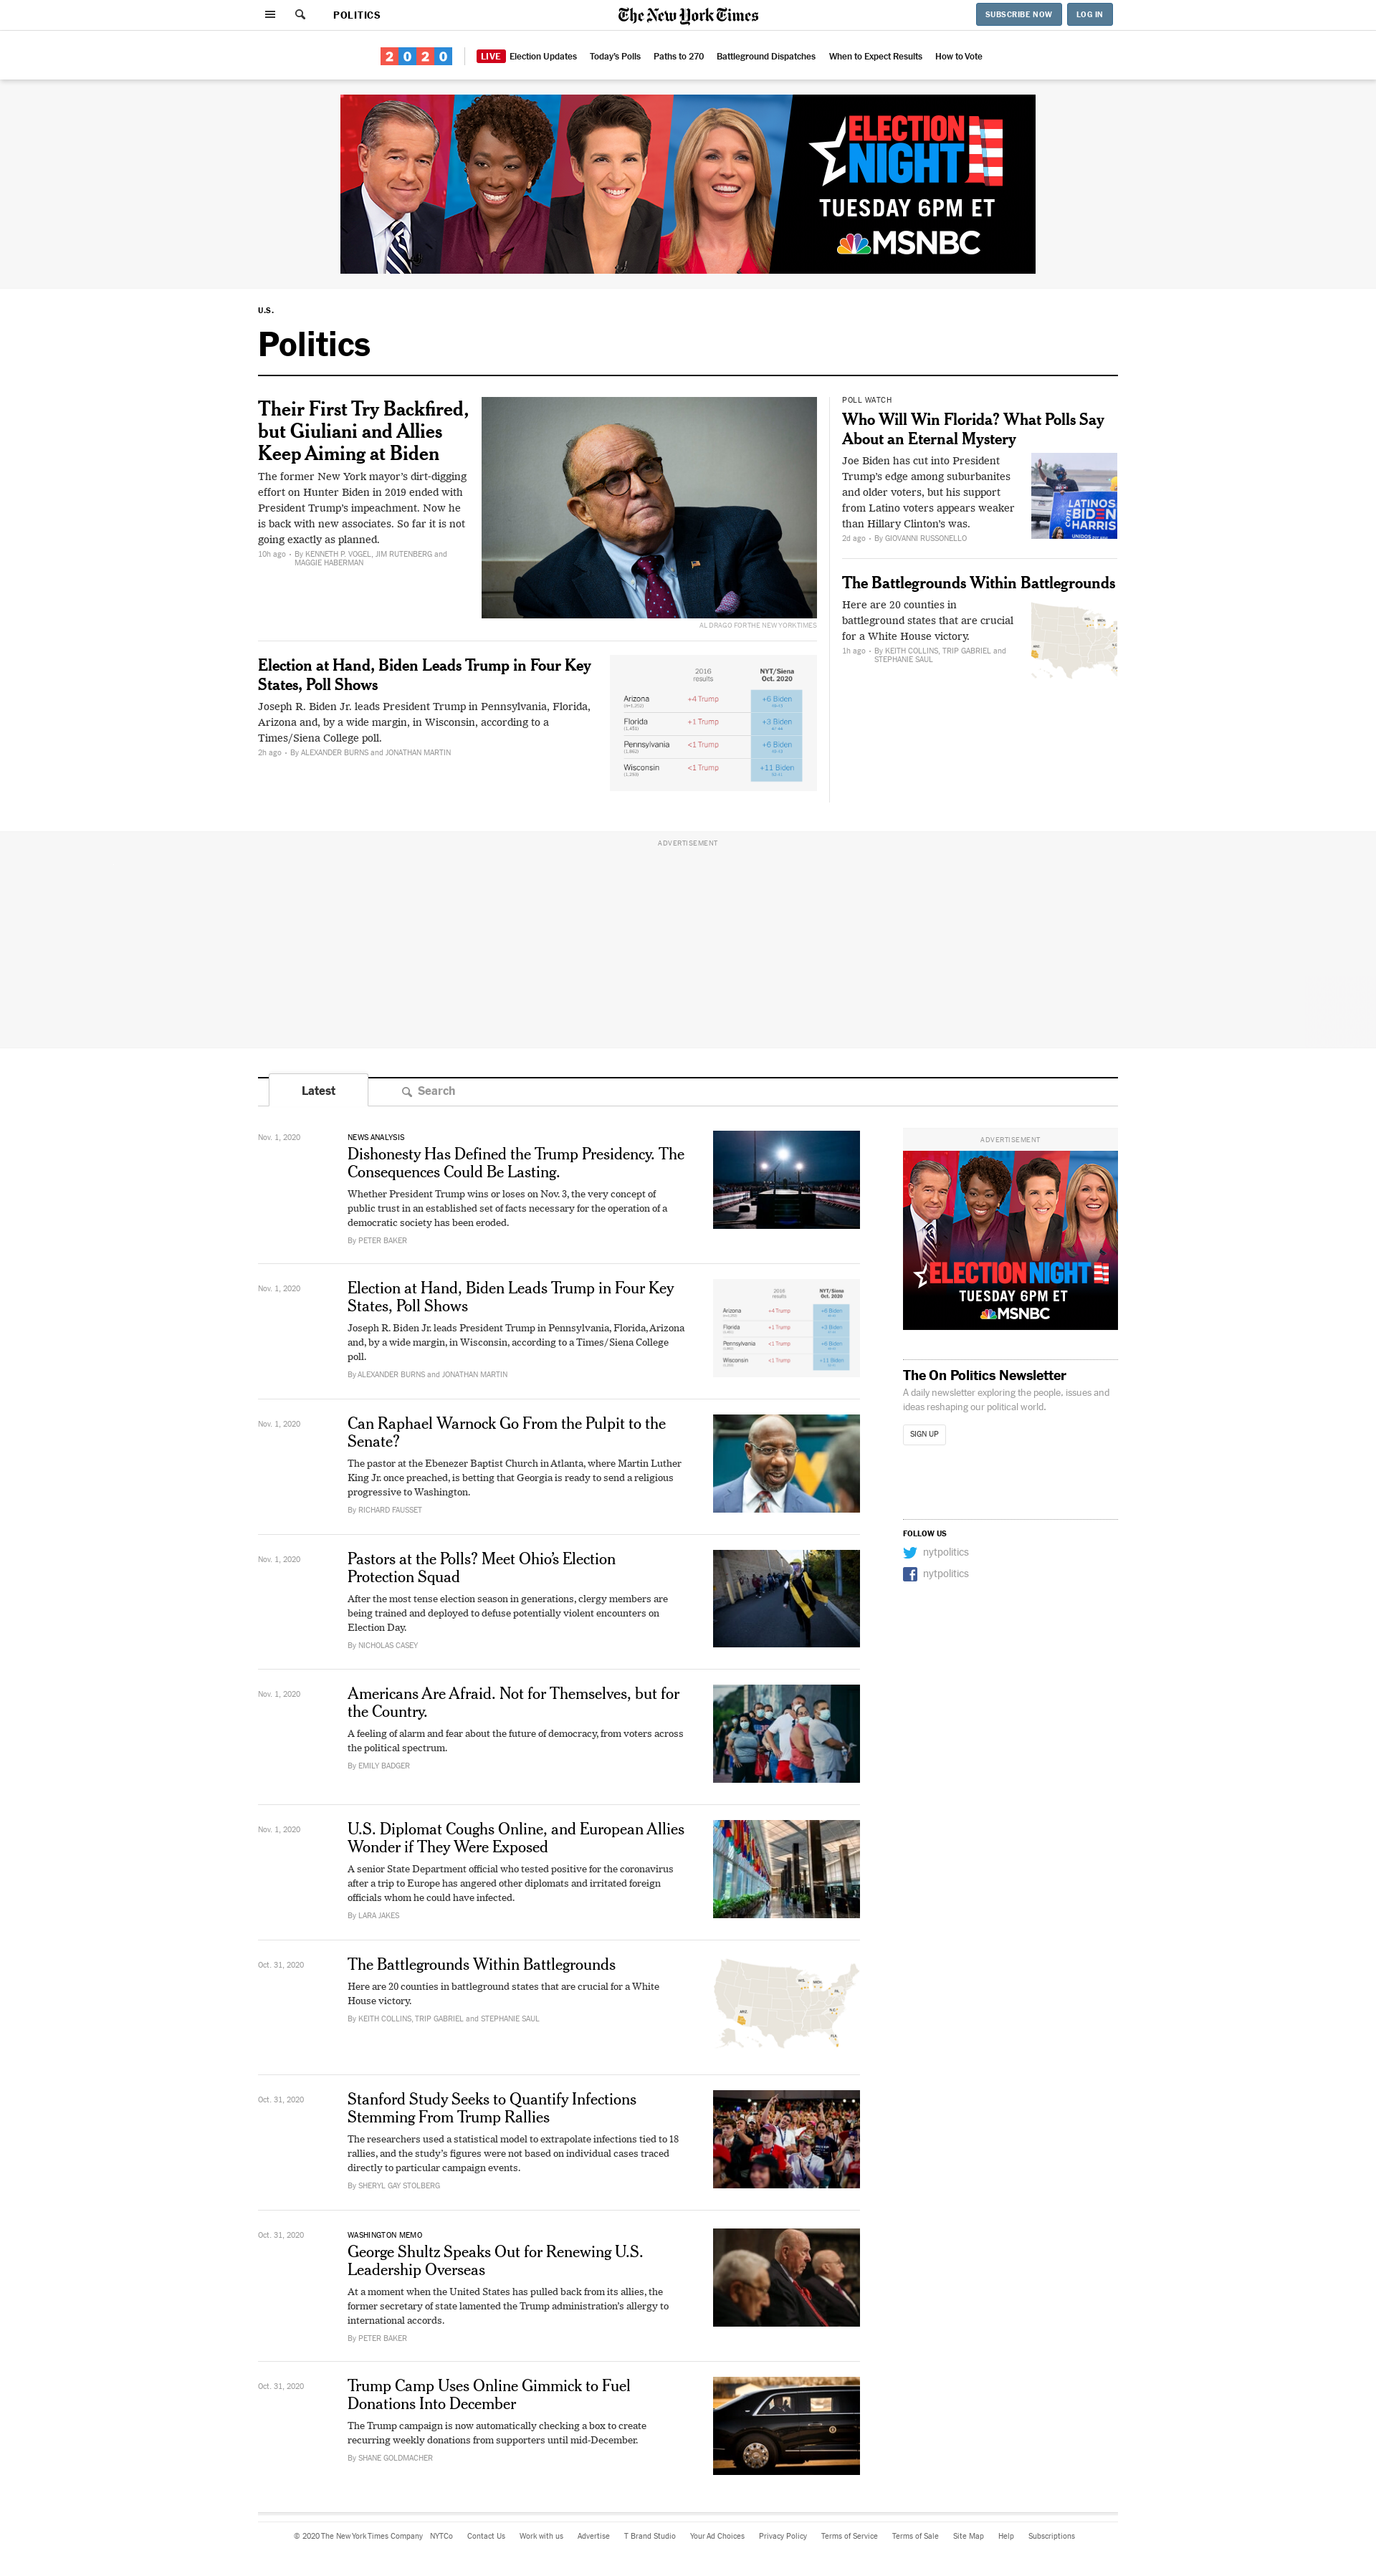 POLITICS
The New York Times
SUBSCRIBE NOW
LOG IN
2020
LIVE Election Updates
Today's Polls
Paths to 270
Battleground Dispatches
When to Expect Results
How to Vote
ELECTION
NIGHT
TUESDAY 6PM ET
MSNBC
U.S.
Politics
Their First Try Backfired,
but Giuliani and Allies
Keep Aiming at Biden
The former New York mayor's dirt-digging
effort on Hunter Biden in 2019 ended with
President Trump's impeachment. Now he
is back with new associates. So far it is not
going exactly as planned.
10h ago • By KENNETH P. VOGEL, JIM RUTENBERG and
MAGGIE HABERMAN
AL DRAGO FOR THE NEW YORK TIMES
Election at Hand, Biden Leads Trump in Four Key
States, Poll Shows
Joseph R. Biden Jr. leads President Trump in Pennsylvania, Florida,
Arizona and, by a wide margin, in Wisconsin, according to a
Times/Siena College poll.
2h ago • By ALEXANDER BURNS and JONATHAN MARTIN
2016
results
NYT/Siena
Oct. 2020
Arizona +4 Trump +6 Biden
Florida +1 Trump +3 Biden
Pennsylvania <1 Trump +6 Biden
Wisconsin <1 Trump +11 Biden
POLL WATCH
Who Will Win Florida? What Polls Say
About an Eternal Mystery
Joe Biden has cut into President
Trump's edge among suburbanites
and older voters, but his support
from Latino voters appears weaker
than Hillary Clinton's was.
2d ago • By GIOVANNI RUSSONELLO
LATINOS
CON
BIDEN
HARRIS
UNIDOS
The Battlegrounds Within Battlegrounds
Here are 20 counties in
battleground states that are crucial
for a White House victory.
1h ago • By KEITH COLLINS, TRIP GABRIEL and
STEPHANIE SAUL
ADVERTISEMENT
Latest
Search
Nov. 1, 2020
NEWS ANALYSIS
Dishonesty Has Defined the Trump Presidency. The
Consequences Could Be Lasting.
Whether President Trump wins or loses on Nov. 3, the very concept of
public trust in an established set of facts necessary for the operation of a
democratic society has been eroded.
By PETER BAKER
Nov. 1, 2020
Election at Hand, Biden Leads Trump in Four Key
States, Poll Shows
Joseph R. Biden Jr. leads President Trump in Pennsylvania, Florida, Arizona
and, by a wide margin, in Wisconsin, according to a Times/Siena College
poll.
By ALEXANDER BURNS and JONATHAN MARTIN
2016
results
NYT/Siena
Oct. 2020
Arizona +4 Trump +6 Biden
Florida +1 Trump +3 Biden
Pennsylvania <1 Trump +6 Biden
Wisconsin <1 Trump +11 Biden
Nov. 1, 2020
Can Raphael Warnock Go From the Pulpit to the
Senate?
The pastor at the Ebenezer Baptist Church in Atlanta, where Martin Luther
King Jr. once preached, is betting that Georgia is ready to send a religious
progressive to Washington.
By RICHARD FAUSSET
Nov. 1, 2020
Pastors at the Polls? Meet Ohio's Election
Protection Squad
After the most tense election season in generations, clergy members are
being trained and deployed to defuse potentially violent encounters on
Election Day.
By NICHOLAS CASEY
Nov. 1, 2020
Americans Are Afraid. Not for Themselves, but for
the Country.
A feeling of alarm and fear about the future of democracy, from voters across
the political spectrum.
By EMILY BADGER
Nov. 1, 2020
U.S. Diplomat Coughs Online, and European Allies
Wonder if They Were Exposed
A senior State Department official who tested positive for the coronavirus
after a trip to Europe has angered other diplomats and irritated foreign
officials whom he could have infected.
By LARA JAKES
Oct. 31, 2020
The Battlegrounds Within Battlegrounds
Here are 20 counties in battleground states that are crucial for a White
House victory.
By KEITH COLLINS, TRIP GABRIEL and STEPHANIE SAUL
Oct. 31, 2020
Stanford Study Seeks to Quantify Infections
Stemming From Trump Rallies
The researchers used a statistical model to extrapolate infections tied to 18
rallies, and the study's figures were not based on individual cases traced
directly to particular campaign events.
By SHERYL GAY STOLBERG
Oct. 31, 2020
WASHINGTON MEMO
George Shultz Speaks Out for Renewing U.S.
Leadership Overseas
At a moment when the United States has pulled back from its allies, the
former secretary of state lamented the Trump administration's allergy to
international accords.
By PETER BAKER
Oct. 31, 2020
Trump Camp Uses Online Gimmick to Fuel
Donations Into December
The Trump campaign is now automatically checking a box to create
recurring weekly donations from supporters until mid-December.
By SHANE GOLDMACHER
ADVERTISEMENT
ELECTION NIGHT
TUESDAY 6PM ET
MSNBC
The On Politics Newsletter
A daily newsletter exploring the people, issues and
ideas reshaping our political world.
SIGN UP
FOLLOW US
nytpolitics
nytpolitics
© 2020 The New York Times Company NYTCo Contact Us Work with us Advertise T Brand Studio Your Ad Choices Privacy Policy Terms of Service Terms of Sale Site Map Help Subscriptions